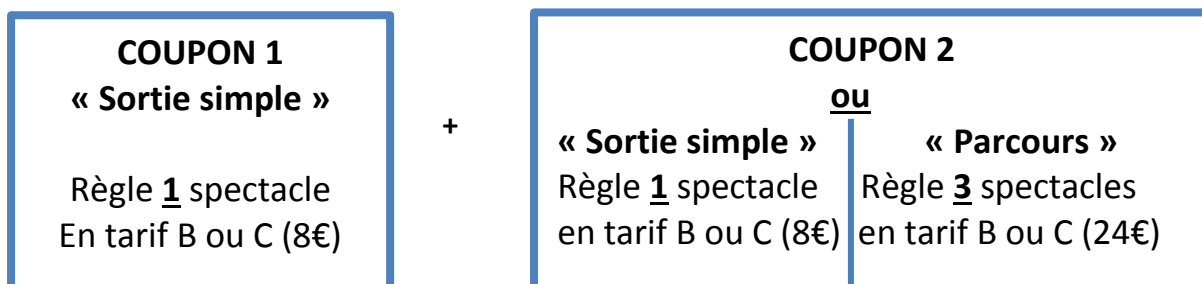 COUPON 1
« Sortie simple »
Règle 1 spectacle
En tarif B ou C (8€)
+
COUPON 2
ou
« Sortie simple »
Règle 1 spectacle
en tarif B ou C (8€)
« Parcours »
Règle 3 spectacles
en tarif B ou C (24€)